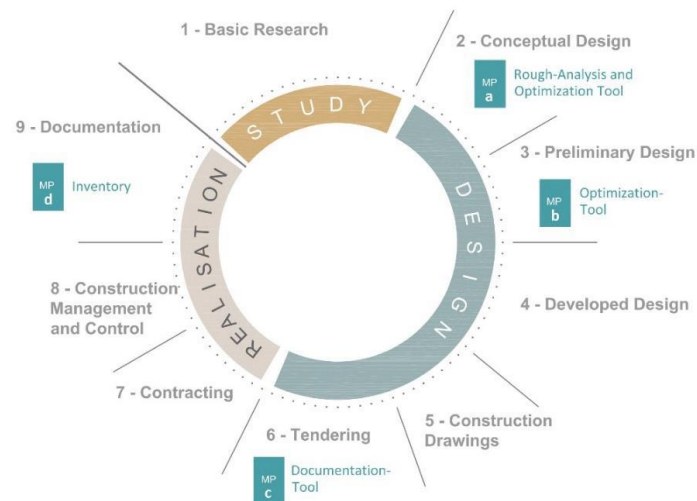 1 - Basic Research
STUDY
2 - Conceptual Design
MP
a
Rough-Analysis and
Optimization Tool
3 - Preliminary Design
MP
b
Optimization-
Tool
DESIGN
4 - Developed Design
5 - Construction
Drawings
6 - Tendering
MP
c
Documentation-
Tool
7 - Contracting
REALISATION
8 - Construction
Management
and Control
9 - Documentation
MP
d
Inventory